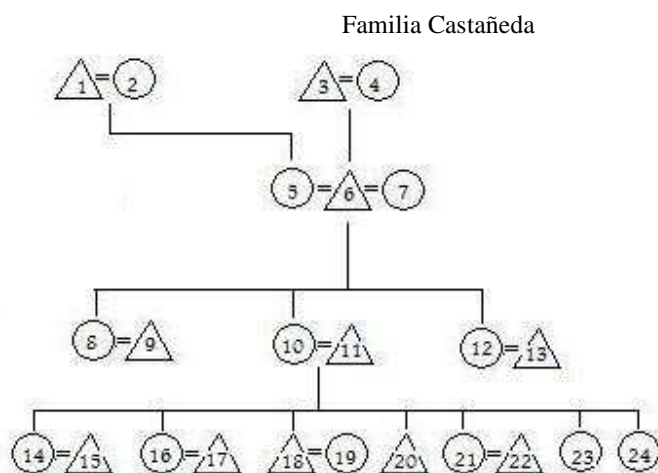 Familia Castañeda
1 = 2 3 = 4
5 = 6 = 7
8 = 9 10 = 11 12 = 13
14 = 15 16 = 17 18 = 19 20 21 = 22 23 24